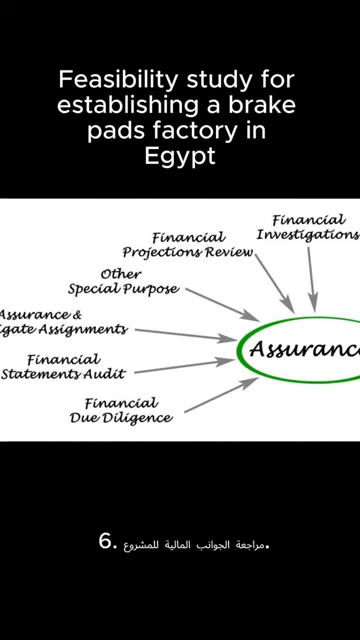 Feasibility study for
establishing a brake
pads factory in
Egypt
Financial
Investigations
Financial
Projections Review
Other
Special Purpose
Assurance &
igate Assignments
Financial
Statements Audit
Financial
Due Diligence
Assurance
6. مراجعة الجوانب المالية للمشروع.